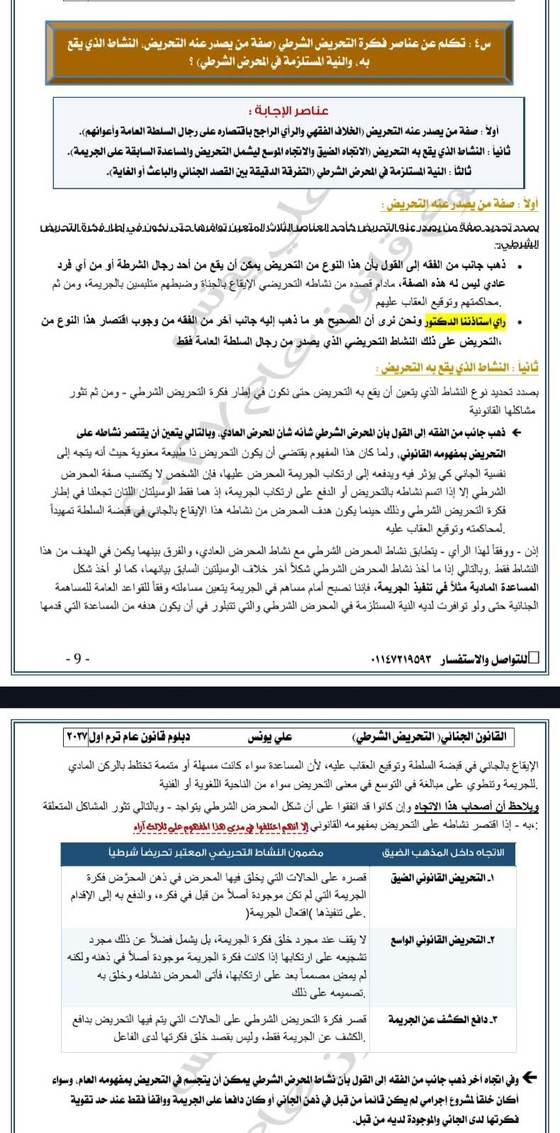 س٤ : تكلم عن عناصر فكرة التحريض الشرطي (صفة من يصدر عنه التحريض، النشاط الذي يقع
به، والنية المستلزمة في المحرض الشرطي) ؟
عناصر الإجابة :
أولاً : صفة من يصدر عنه التحريض (الخلاف الفقهي والرأي الراجح باقتصاره على رجال السلطة العامة وأعوانهم).
ثانياً : النشاط الذي يقع به التحريض (الاتجاه الضيق والاتجاه الموسع ليشمل التحريض والمساعدة السابقة على الجريمة).
ثالثاً : النية المستلزمة في المحرض الشرطي (التفرقة الدقيقة بين القصد الجنائي والباعث أو الغاية).
أولاً : صفة من يصدر عنه التحريض :
بصدد تحديد صفة من يصدر عنه التحريض كأحد العناصر الثلاث المتعين توافرها حتى نكون في إطار فكرة التحريض
الشرطي:-
• ذهب جانب من الفقه إلى القول بأن هذا النوع من التحريض يمكن أن يقع من أحد رجال الشرطة أو من أي فرد
عادي ليس له هذه الصفة، مادام قصده من نشاطه التحريضي الإيقاع بالجناة وضبطهم متلبسين بالجريمة، ومن ثم
محاكمتهم وتوقيع العقاب عليهم.
• راي استاذنا الدكتور ونحن نرى أن الصحيح هو ما ذهب إليه جانب آخر من الفقه من وجوب اقتصار هذا النوع من
التحريض على ذلك النشاط التحريضي الذي يصدر من رجال السلطة العامة فقط،
ثانياً : النشاط الذي يقع به التحريض :
بصدد تحديد نوع النشاط الذي يتعين أن يقع به التحريض حتى نكون في إطار فكرة التحريض الشرطي - ومن ثم تثور
مشاكلها القانونية
← ذهب جانب من الفقه إلى القول بأن المحرض الشرطي شأنه شأن المحرض العادي، وبالتالي يتعين أن يقتصر نشاطه على
التحريض بمفهومه القانوني، ولما كان هذا المفهوم يقتضي أن يكون التحريض ذا طبيعة معنوية حيث أنه يتجه إلى
نفسية الجاني كي يؤثر فيه ويدفعه إلى ارتكاب الجريمة المحرض عليها، فإن الشخص لا يكتسب صفة المحرض
الشرطي إلا إذا اتسم نشاطه بالتحريض أو الدفع على ارتكاب الجريمة، إذ هما فقط الوسيلتان اللتان تجعلنا في إطار
فكرة التحريض الشرطي وذلك حينما يكون هدف المحرض من نشاطه هذا الإيقاع بالجاني في قبضة السلطة تمهيداً
لمحاكمته وتوقيع العقاب عليه.
إذن - ووفقاً لهذا الرأي - يتطابق نشاط المحرض الشرطي مع نشاط المحرض العادي، والفرق بينهما يكمن في الهدف من هذا
النشاط فقط. وبالتالي إذا ما أخذ نشاط المحرض الشرطي شكلاً آخر خلاف الوسيلتين السابق بيانهما، كما لو أخذ شكل
المساعدة المادية مثلاً في تنفيذ الجريمة، فإننا نصبح أمام مساهم في الجريمة يتعين مساءلته وفقاً للقواعد العامة للمساهمة
الجنائية حتى ولو توافرت لديه النية المستلزمة في المحرض الشرطي والتي تتبلور في أن يكون هدفه من المساعدة التي قدمها
للتواصل والاستفسار ٠١١٤٧٢١٩٥٩٣
- 9 -
القانون الجنائي( التحريض الشرطي)
علي يونس
دبلوم قانون عام ترم اول ٢٠٢٧
الإيقاع بالجاني في قبضة السلطة وتوقيع العقاب عليه، لأن المساعدة سواء كانت مسهلة أو متممة تختلط بالركن المادي
للجريمة وتنطوي على مبالغة في التوسع في معنى التحريض سواء من الناحية اللغوية أو الفنية.
ويلاحظ أن أصحاب هذا الاتجاه وإن كانوا قد اتفقوا على أن شكل المحرض الشرطي يتواجد - وبالتالي تثور المشاكل المتعلقة
به - إذا اقتصر نشاطه على التحريض بمفهومه القانوني إلا أنهم اختلفوا في مدى هذا المفهوم على ثلاث آراء:
الاتجاه داخل المذهب الضيق
مضمون النشاط التحريضي المعتبر تحريضاً شرطياً
١. التحريض القانوني الضيق
قصره على الحالات التي يخلق فيها المحرض في ذهن المحرَّض فكرة
الجريمة التي لم تكن موجودة أصلاً من قبل في فكره، والدفع به إلى الإقدام
على تنفيذها (افتعال الجريمة).
٢. التحريض القانوني الواسع
لا يقف عند مجرد خلق فكرة الجريمة، بل يشمل فضلاً عن ذلك مجرد
تشجيعه على ارتكابها إذا كانت فكرة الجريمة موجودة أصلاً في ذهنه ولكنه
لم يمض مصمماً بعد على ارتكابها، فأتى المحرض نشاطه وخلق به
تصميمه على ذلك.
٣. دافع الكشف عن الجريمة
قصر فكرة التحريض الشرطي على الحالات التي يتم فيها التحريض بدافع
الكشف عن الجريمة فقط، وليس بقصد خلق فكرتها لدى الفاعل.
← وفي اتجاه آخر ذهب جانب من الفقه إلى القول بأن نشاط المحرض الشرطي يمكن أن يتجسم في التحريض بمفهومه العام، وسواء
أكان خلقاً لمشروع إجرامي لم يكن قائماً من قبل في ذهن الجاني أو كان دافعاً على الجريمة وواقفاً فقط عند حد تقوية
فكرتها لدى الجاني والموجودة لديه من قبل.